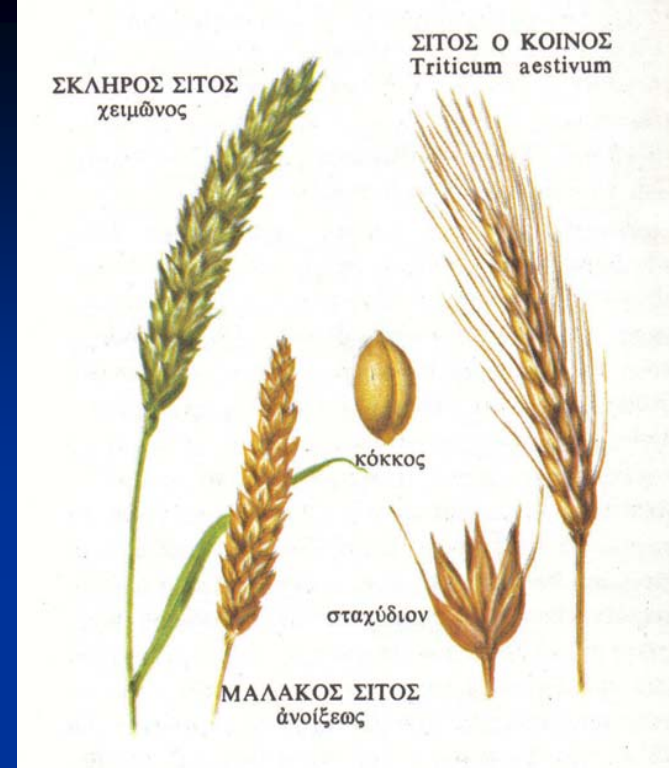 ΣΙΤΟΣ Ο ΚΟΙΝΟΣ
Triticum aestivum
ΣΚΛΗΡΟΣ ΣΙΤΟΣ
χειμῶνος
κόκκος
σταχύδιον
ΜΑΛΑΚΟΣ ΣΙΤΟΣ
ἀνοίξεως